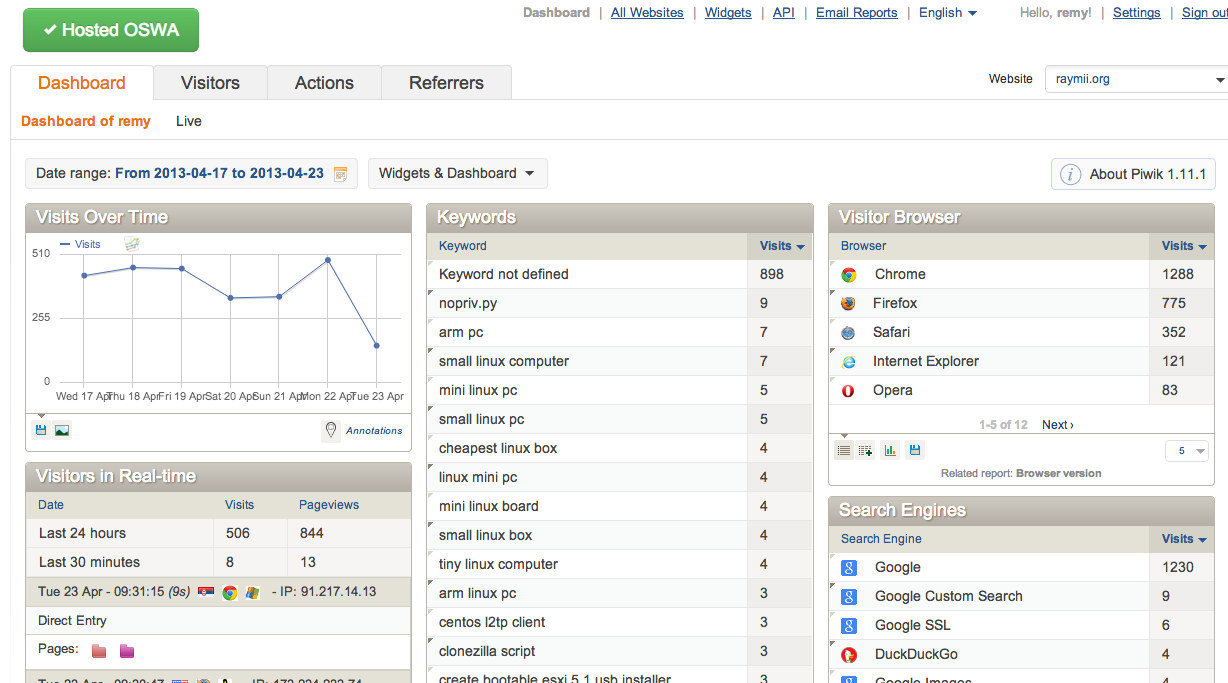 Hosted OSWA
Dashboard | All Websites | Widgets | API | Email Reports | English
Hello, remy! | Settings | Sign out
Dashboard Visitors Actions Referrers
Website raymii.org
Dashboard of remy Live
Date range: From 2013-04-17 to 2013-04-23
Widgets & Dashboard
About Piwik 1.11.1
Visits Over Time
Visits
510
255
0
Wed 17 Apr Thu 18 Apr Fri 19 Apr Sat 20 Apr Sun 21 Apr Mon 22 Apr Tue 23 Apr
Annotations
Visitors in Real-time
Date Visits Pageviews
Last 24 hours 506 844
Last 30 minutes 8 13
Tue 23 Apr - 09:31:15 (9s) - IP: 91.217.14.13
Direct Entry
Pages:
Keywords
Keyword Visits
Keyword not defined 898
nopriv.py 9
arm pc 7
small linux computer 7
mini linux pc 5
small linux pc 5
cheapest linux box 4
linux mini pc 4
mini linux board 4
small linux box 4
tiny linux computer 4
arm linux pc 3
centos l2tp client 3
clonezilla script 3
create bootable esxi 5.1 usb installer 3
Visitor Browser
Browser Visits
Chrome 1288
Firefox 775
Safari 352
Internet Explorer 121
Opera 83
1-5 of 12 Next ›
5
Related report: Browser version
Search Engines
Search Engine Visits
Google 1230
Google Custom Search 9
Google SSL 6
DuckDuckGo 4
Google Images 4